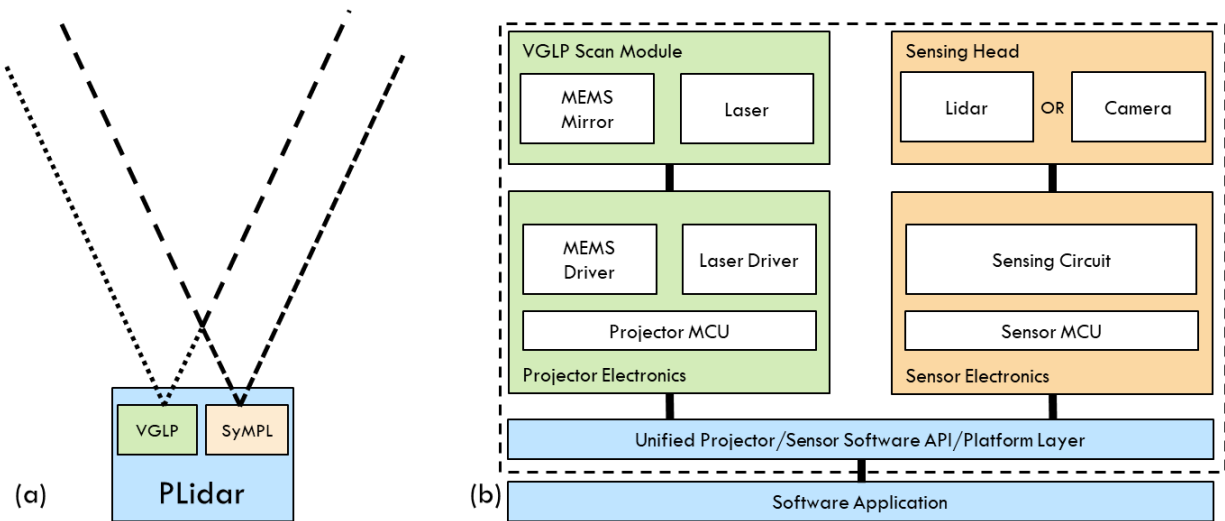 VGLP
SyMPL
PLidar
(a)
VGLP Scan Module
MEMS
Mirror
Laser
Sensing Head
Lidar
OR
Camera
MEMS
Driver
Laser Driver
Projector MCU
Projector Electronics
Sensing Circuit
Sensor MCU
Sensor Electronics
Unified Projector/Sensor Software API/Platform Layer
(b)
Software Application